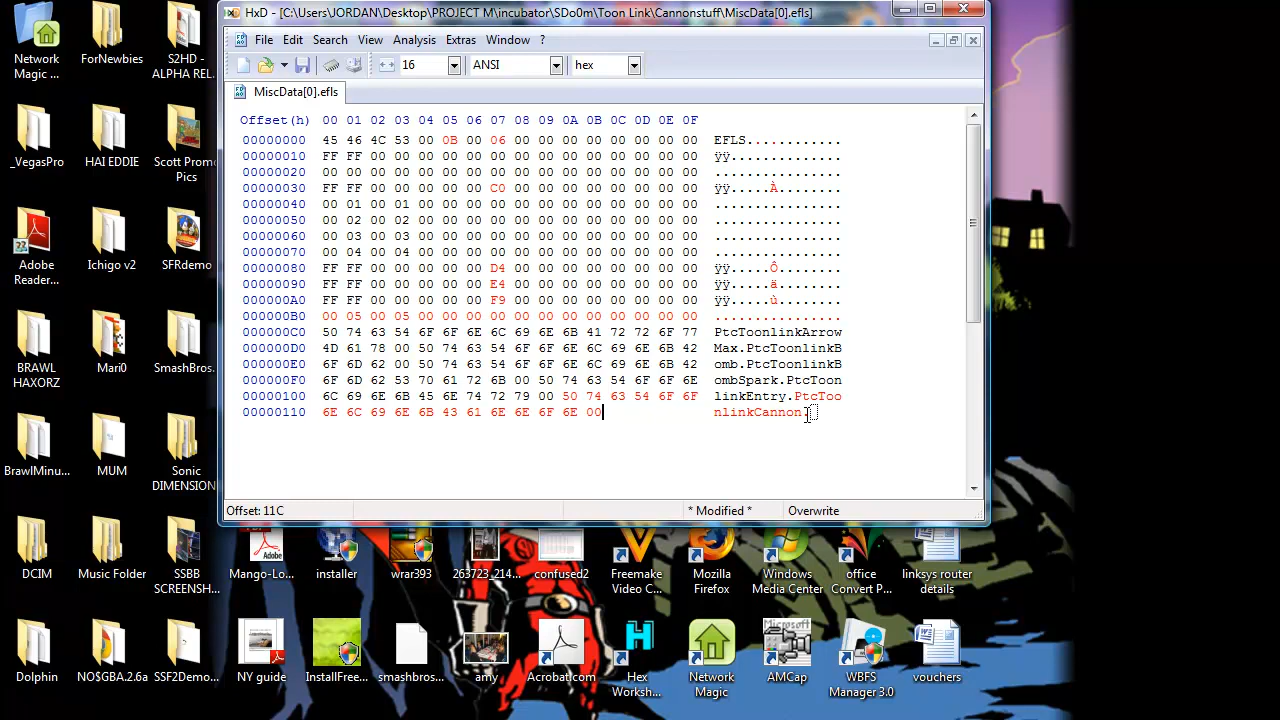 HxD - [C:\Users\JORDAN\Desktop\PROJECT M\incubator\SDo0m\Toon Link\Cannonstuff\MiscData[0].efls]
File Edit Search View Analysis Extras Window ?
16 ANSI hex
MiscData[0].efls
Offset(h) 00 01 02 03 04 05 06 07 08 09 0A 0B 0C 0D 0E 0F
00000000 45 46 4C 53 00 0B 00 06 00 00 00 00 00 00 00 00 EFLS............
00000010 FF FF 00 00 00 00 00 00 00 00 00 00 00 00 00 00 ÿÿ..............
00000020 00 00 00 00 00 00 00 00 00 00 00 00 00 00 00 00 ................
00000030 FF FF 00 00 00 00 00 C0 00 00 00 00 00 00 00 00 ÿÿ.....À........
00000040 00 01 00 01 00 00 00 00 00 00 00 00 00 00 00 00 ................
00000050 00 02 00 02 00 00 00 00 00 00 00 00 00 00 00 00 ................
00000060 00 03 00 03 00 00 00 00 00 00 00 00 00 00 00 00 ................
00000070 00 04 00 04 00 00 00 00 00 00 00 00 00 00 00 00 ................
00000080 FF FF 00 00 00 00 00 D4 00 00 00 00 00 00 00 00 ÿÿ.....Ô........
00000090 FF FF 00 00 00 00 00 E4 00 00 00 00 00 00 00 00 ÿÿ.....ä........
000000A0 FF FF 00 00 00 00 00 F9 00 00 00 00 00 00 00 00 ÿÿ.....ù........
000000B0 00 05 00 05 00 00 00 00 00 00 00 00 00 00 00 00 ................
000000C0 50 74 63 54 6F 6F 6E 6C 69 6E 6B 41 72 72 6F 77 PtcToonlinkArrow
000000D0 4D 61 78 00 50 74 63 54 6F 6F 6E 6C 69 6E 6B 42 Max.PtcToonlinkB
000000E0 6F 6D 62 00 50 74 63 54 6F 6F 6E 6C 69 6E 6B 42 omb.PtcToonlinkB
000000F0 6F 6D 62 53 70 61 72 6B 00 50 74 63 54 6F 6F 6E ombSpark.PtcToon
00000100 6C 69 6E 6B 45 6E 74 72 79 00 50 74 63 54 6F 6F linkEntry.PtcToo
00000110 6E 6C 69 6E 6B 43 61 6E 6E 6F 6E 00 nlinkCannon.
Offset: 11C * Modified * Overwrite
Network Magic
ForNewbies
S2HD - ALPHA REL...
_VegasPro
HAI EDDIE
Scott Promo Pics
Adobe Reader...
Ichigo v2
SFRdemo
BRAWL HAXORZ
Mari0
SmashBros...
BrawlMinu...
MUM
Sonic DIMENSION...
DCIM
Music Folder
SSBB SCREENSH...
Mango-Lo...
installer
wrar393
263723_214...
confused2
Freemake Video C...
Mozilla Firefox
Windows Media Center
office Convert P...
linksys router details
Dolphin
NO$GBA.2.6a
SSF2Demo...
NY guide
InstallFree...
smashbros...
amy
Acrobat.com
Hex Worksh...
Network Magic
AMCap
WBFS Manager 3.0
vouchers